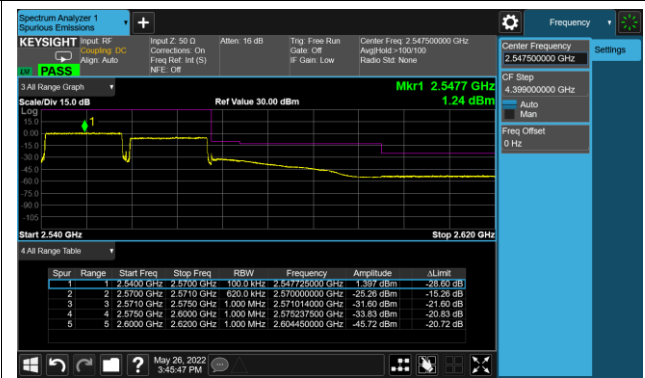 Spectrum Analyzer 1
Spurious Emissions
Frequency
KEYSIGHT
Input: RF
Coupling: DC
Align: Auto
Input Z: 50 Ω
Corrections: On
Freq Ref: Int (S)
NFE: Off
Atten: 16 dB
Trig: Free Run
Gate: Off
IF Gain: Low
Center Freq: 2.547500000 GHz
Avg|Hold:>100/100
Radio Std: None
PASS
Center Frequency
2.547500000 GHz
Settings
CF Step
4.399000000 GHz
Auto
Man
Freq Offset
0 Hz
3 All Range Graph
Mkr1 2.5477 GHz
Scale/Div 15.0 dB
Ref Value 30.00 dBm
1.24 dBm
Log
15.0
0.00
-15.0
-30.0
-45.0
-60.0
-75.0
-90.0
-105
1
Start 2.540 GHz
Stop 2.620 GHz
4 All Range Table
Spur Range Start Freq Stop Freq RBW Frequency Amplitude ΔLimit
1 1 2.5400 GHz 2.5700 GHz 100.0 kHz 2.547725000 GHz 1.397 dBm -28.60 dB
2 2 2.5700 GHz 2.5710 GHz 620.0 kHz 2.570000000 GHz -25.26 dBm -15.26 dB
3 3 2.5710 GHz 2.5750 GHz 1.000 MHz 2.571014000 GHz -31.60 dBm -21.60 dB
4 4 2.5750 GHz 2.6000 GHz 1.000 MHz 2.575237500 GHz -33.83 dBm -20.83 dB
5 5 2.6000 GHz 2.6200 GHz 1.000 MHz 2.604450000 GHz -45.72 dBm -20.72 dB
May 26, 2022
3:45:47 PM